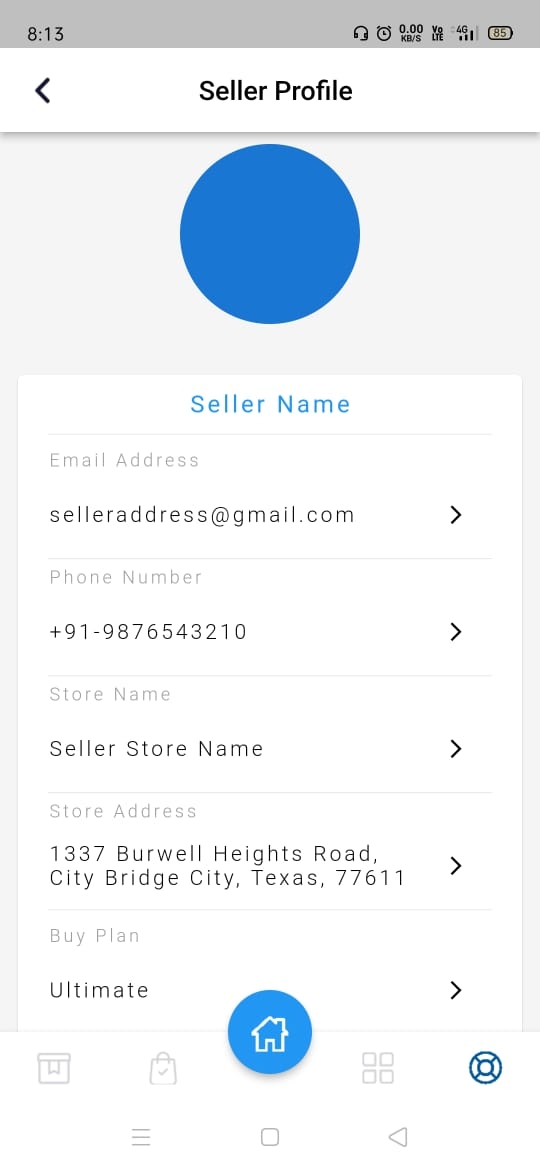 8:13
0.00
KB/S
Vo
LTE
4G
85
Seller Profile
Seller Name
Email Address
selleraddress@gmail.com
Phone Number
+91-9876543210
Store Name
Seller Store Name
Store Address
1337 Burwell Heights Road,
City Bridge City, Texas, 77611
Buy Plan
Ultimate